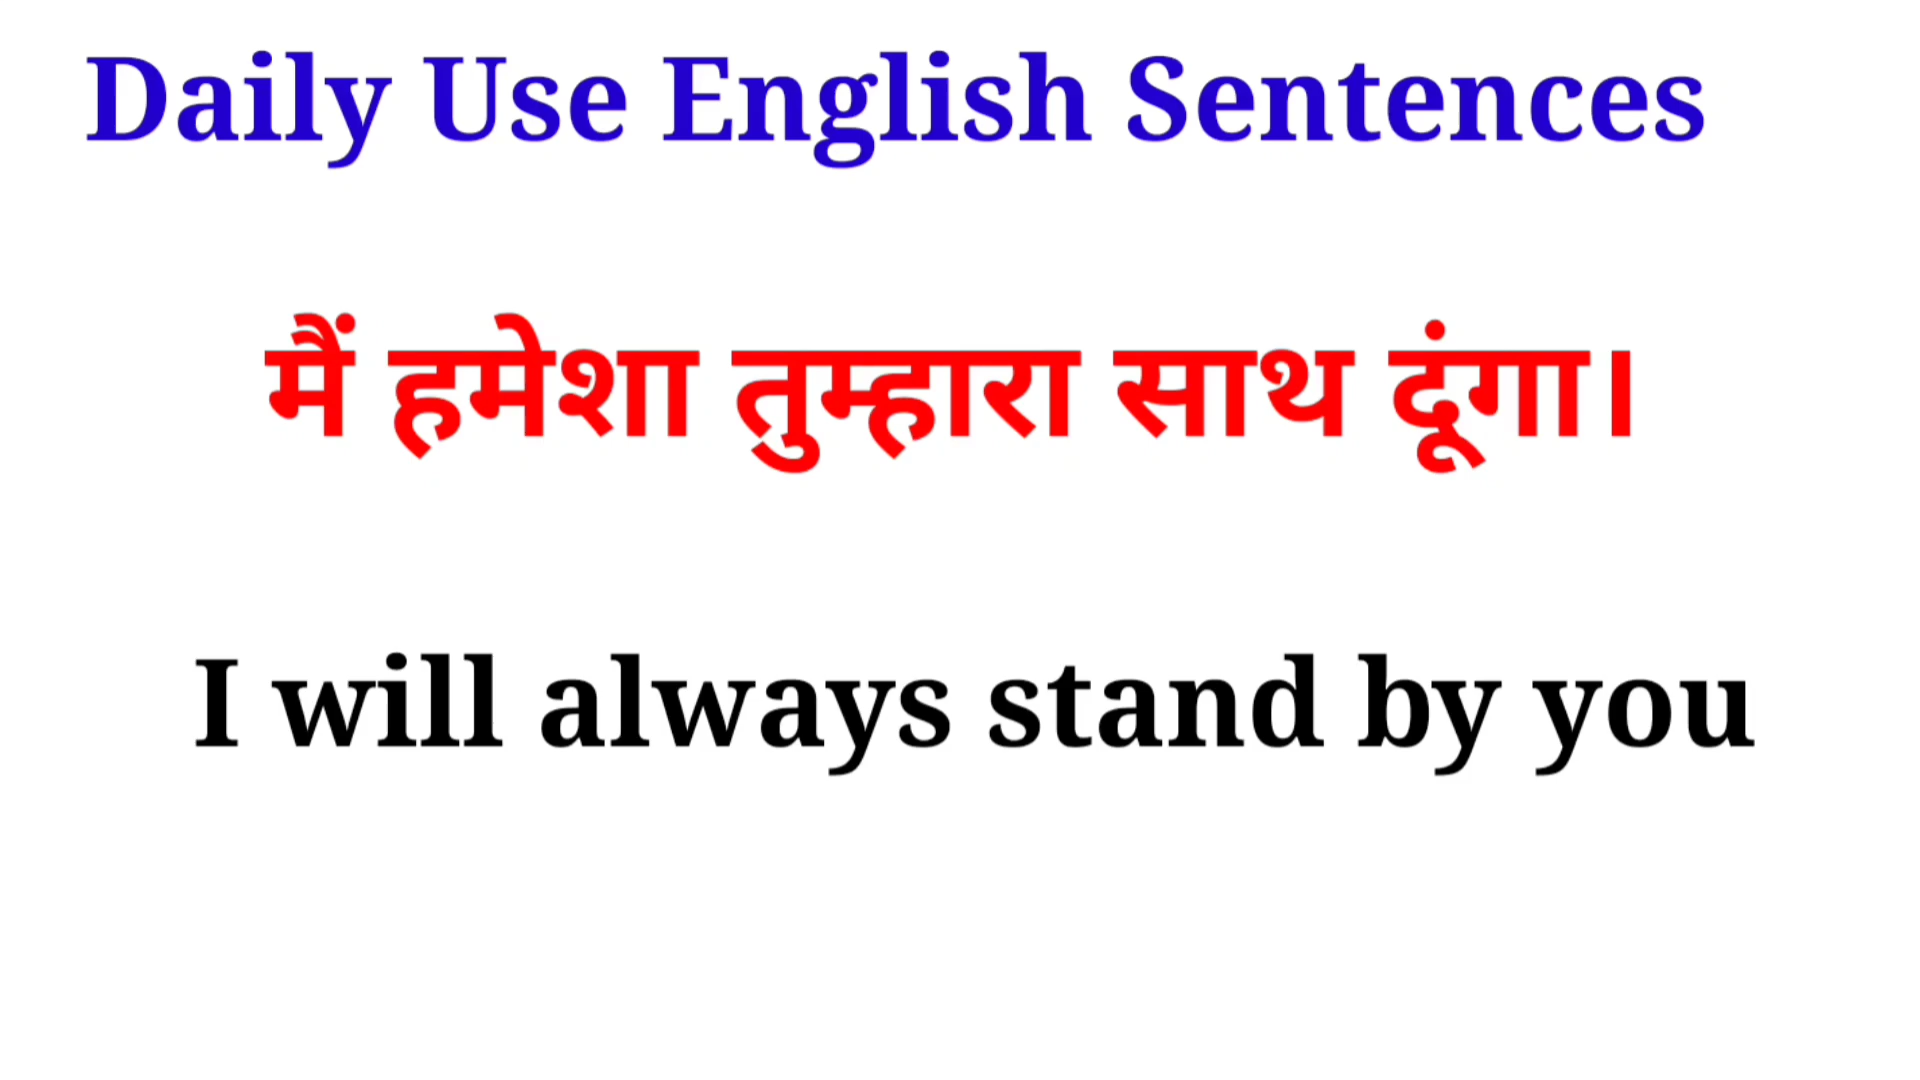 Daily Use English Sentences
मैं हमेशा तुम्हारा साथ दूंगा।
I will always stand by you